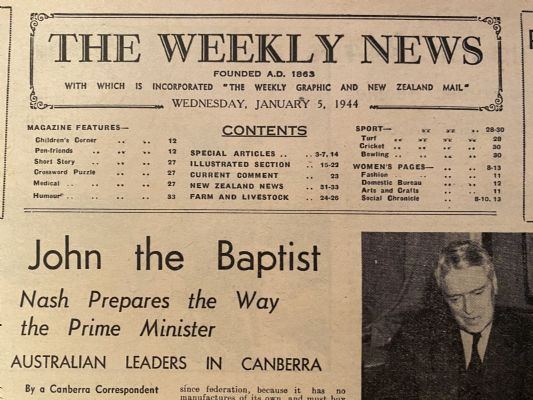 THE WEEKLY NEWS
FOUNDED A.D. 1863
WITH WHICH IS INCORPORATED "THE WEEKLY GRAPHIC AND NEW ZEALAND MAIL"
WEDNESDAY, JANUARY 5, 1944
CONTENTS
MAGAZINE FEATURES—
Children's Corner .. .. 12
Pen-friends .. .. 12
Short Story .. .. 27
Crossword Puzzle .. .. 27
Medical .. .. .. 27
Humour .. .. .. 33
SPECIAL ARTICLES .. .. 3-7, 14
ILLUSTRATED SECTION .. 15-22
CURRENT COMMENT .. .. 23
NEW ZEALAND NEWS .. .. 31-33
FARM AND LIVESTOCK .. .. 24-26
SPORT— .. .. .. 28-30
Turf .. .. .. .. 28
Cricket .. .. .. .. 30
Bowling .. .. .. .. 30
WOMEN'S PAGES— .. .. 8-13
Fashion .. .. .. .. 11
Domestic Bureau .. .. 12
Arts and Crafts .. .. 11
Social Chronicle .. .. 8-10, 13
John the Baptist
Nash Prepares the Way
the Prime Minister
AUSTRALIAN LEADERS IN CANBERRA
By a Canberra Correspondent
since federation, because it has no
manufactures of its own, and must buy